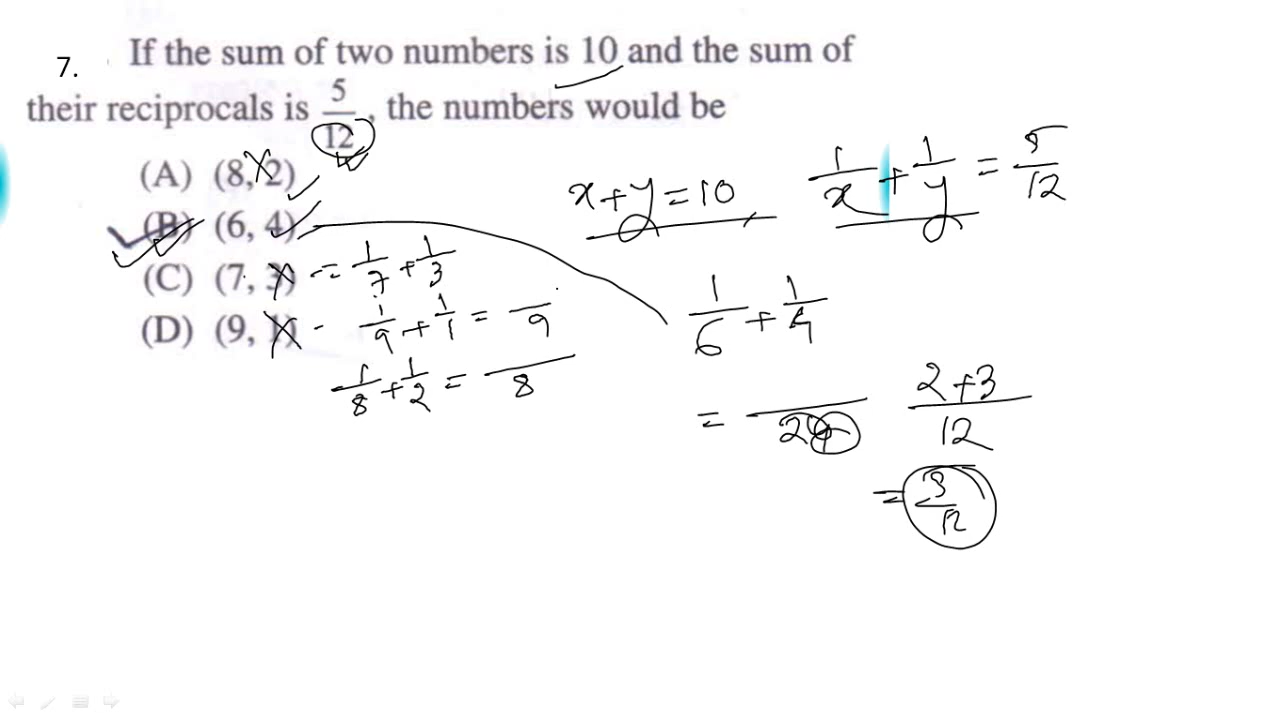 7. If the sum of two numbers is 10 and the sum of
their reciprocals is 5/12, the numbers would be
(A) (8, 2)
(B) (6, 4)
(C) (7, 3) = 1/7 + 1/3
(D) (9, 1) - 1/9 + 1/1 = /9
1/8 + 1/2 = /8
x+y=10
1/x + 1/y = 5/12
1/6 + 1/4
= /24
2+3/12
= 5/12